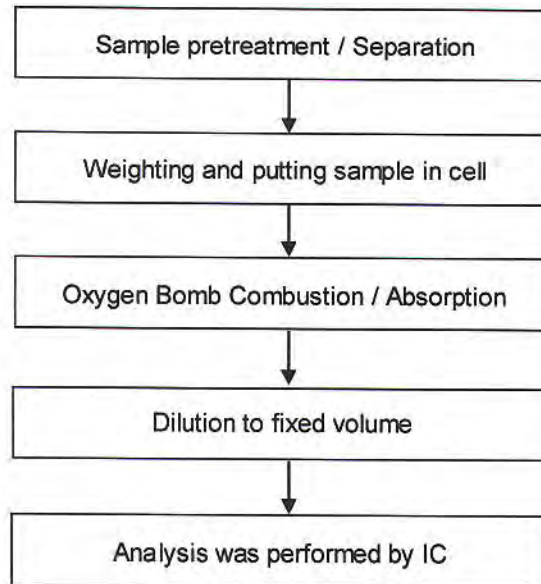 Sample pretreatment / Separation
Weighting and putting sample in cell
Oxygen Bomb Combustion / Absorption
Dilution to fixed volume
Analysis was performed by IC